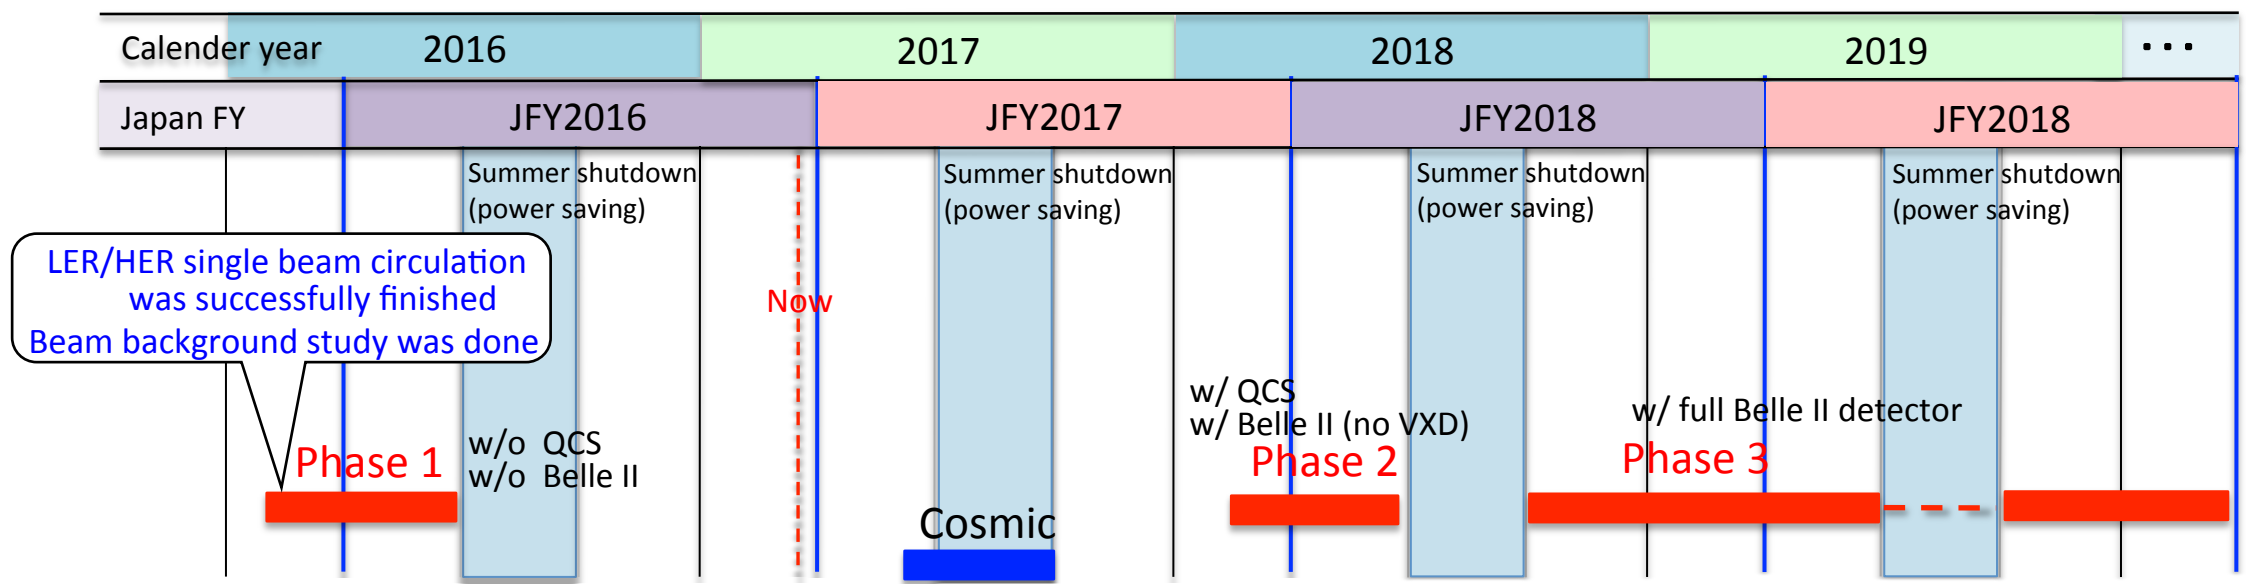 Calender year 2016 2017 2018 2019 ...
Japan FY JFY2016 JFY2017 JFY2018 JFY2018
Summer shutdown
(power saving)
Summer shutdown
(power saving)
Summer shutdown
(power saving)
Summer shutdown
(power saving)
LER/HER single beam circulation
was successfully finished
Beam background study was done
Now
Phase 1
w/o QCS
w/o Belle II
Cosmic
w/ QCS
w/ Belle II (no VXD)
Phase 2
w/ full Belle II detector
Phase 3